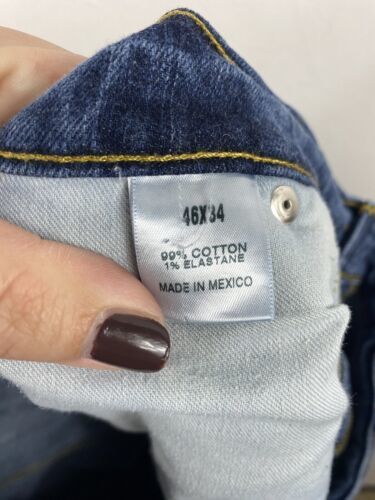 46X34
99% COTTON
1% ELASTANE
MADE IN MEXICO